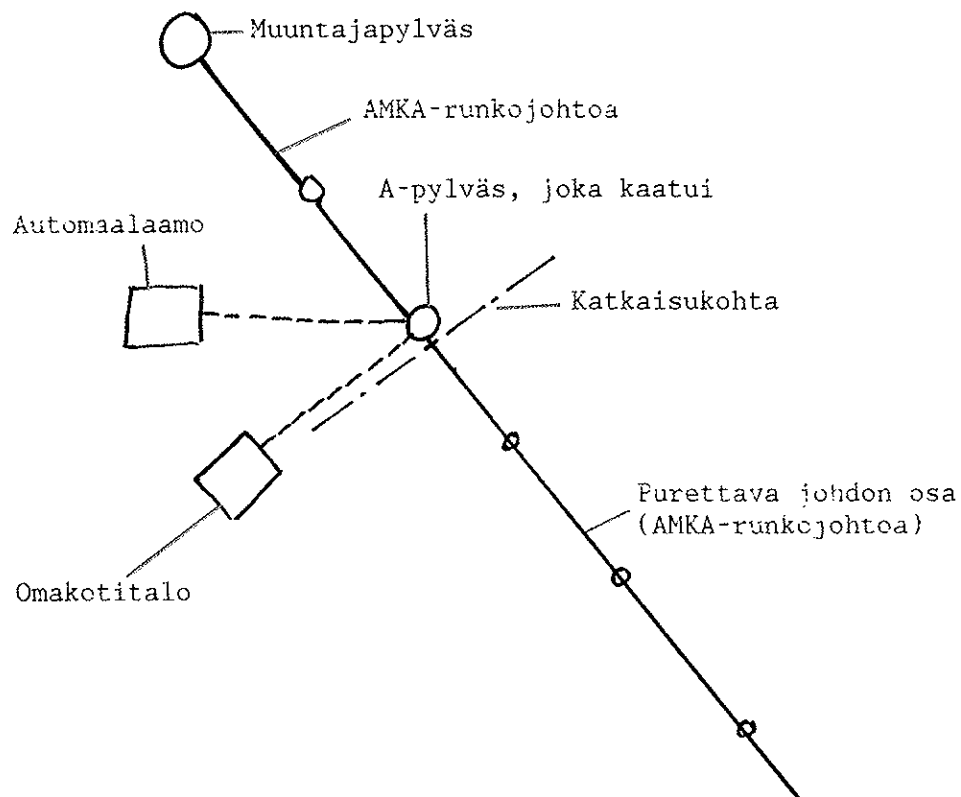 Muuntajapylväs
AMKA-runkojohtoa
A-pylväs, joka kaatui
Automaalaamo
Katkaisukohta
Purettava johdon osa
(AMKA-runkojohtoa)
Omakotitalo